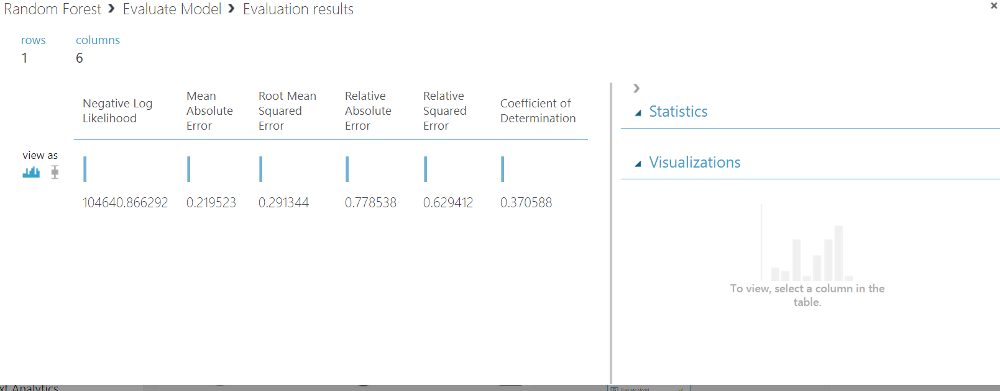 Random Forest › Evaluate Model › Evaluation results
rows
columns
1
6
Negative Log
Likelihood
Mean
Absolute
Error
Root Mean
Squared
Error
Relative
Absolute
Error
Relative
Squared
Error
Coefficient of
Determination
view as
104640.866292
0.219523
0.291344
0.778538
0.629412
0.370588
Statistics
Visualizations
To view, select a column in the
table.
xt Analytics
Evaluate Model